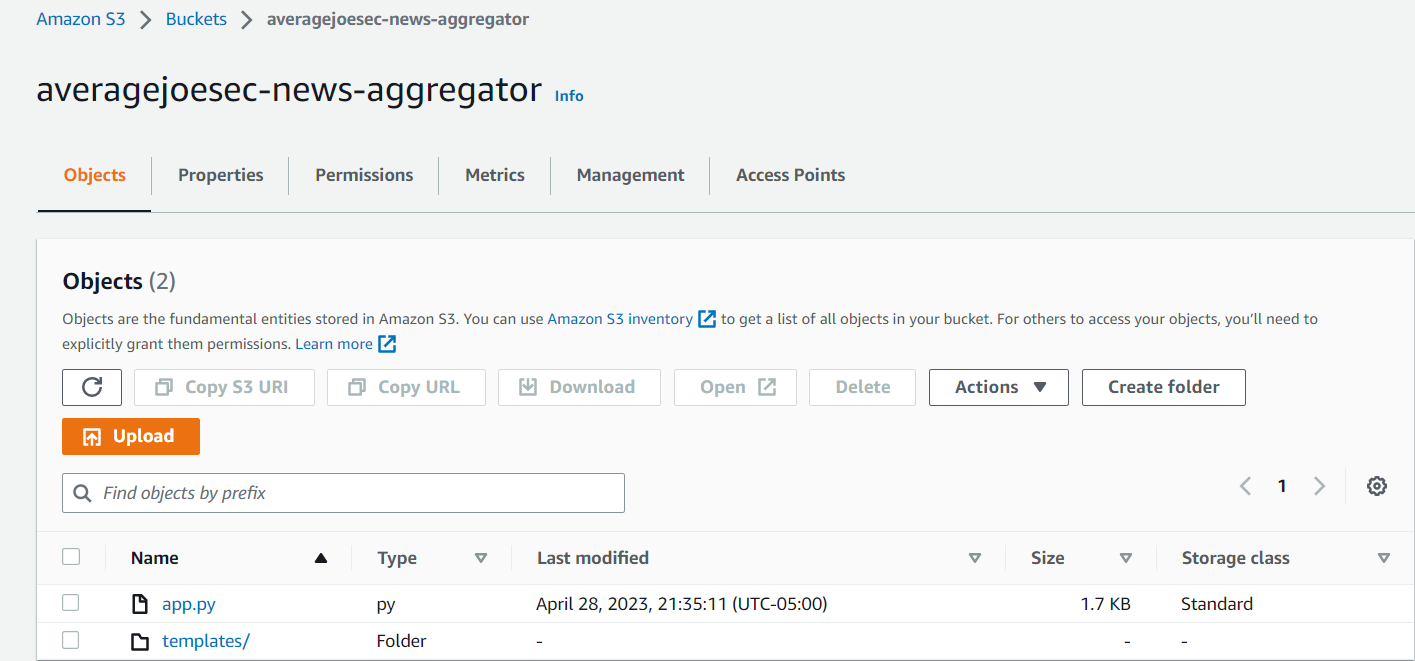 Amazon S3 > Buckets > averagejoesec-news-aggregator
averagejoesec-news-aggregator Info
Objects Properties Permissions Metrics Management Access Points
Objects (2)
Objects are the fundamental entities stored in Amazon S3. You can use Amazon S3 inventory to get a list of all objects in your bucket. For others to access your objects, you'll need to
explicitly grant them permissions. Learn more
Copy S3 URI Copy URL Download Open Delete Actions Create folder
Upload
Find objects by prefix 1
Name Type Last modified Size Storage class
app.py py April 28, 2023, 21:35:11 (UTC-05:00) 1.7 KB Standard
templates/ Folder - - -